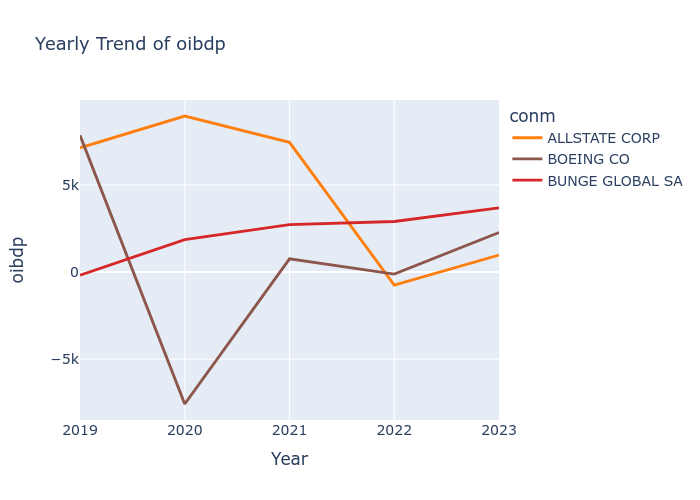 Yearly Trend of oibdp
conm
ALLSTATE CORP
BOEING CO
BUNGE GLOBAL SA
5k
0
−5k
oibdp
2019
2020
2021
2022
2023
Year